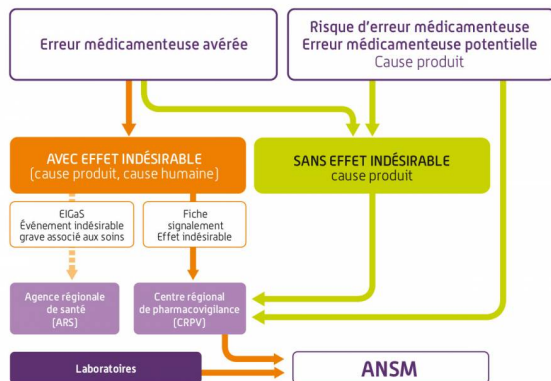 Erreur médicamenteuse avérée
Risque d'erreur médicamenteuse
Erreur médicamenteuse potentielle
Cause produit
AVEC EFFET INDÉSIRABLE
(cause produit, cause humaine)
SANS EFFET INDÉSIRABLE
cause produit
EIGaS
Événement indésirable
grave associé aux soins
Fiche
signalement
Effet indésirable
Agence régionale
de santé
(ARS)
Centre régional
de pharmacovigilance
(CRPV)
Laboratoires
ANSM